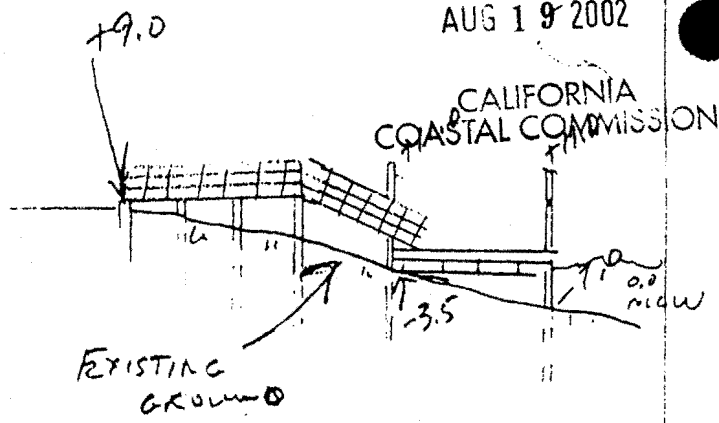 AUG 19 2002
CALIFORNIA
COASTAL COMMISSION
+9.0
-3.5
0.0
EXISTING
GROUND